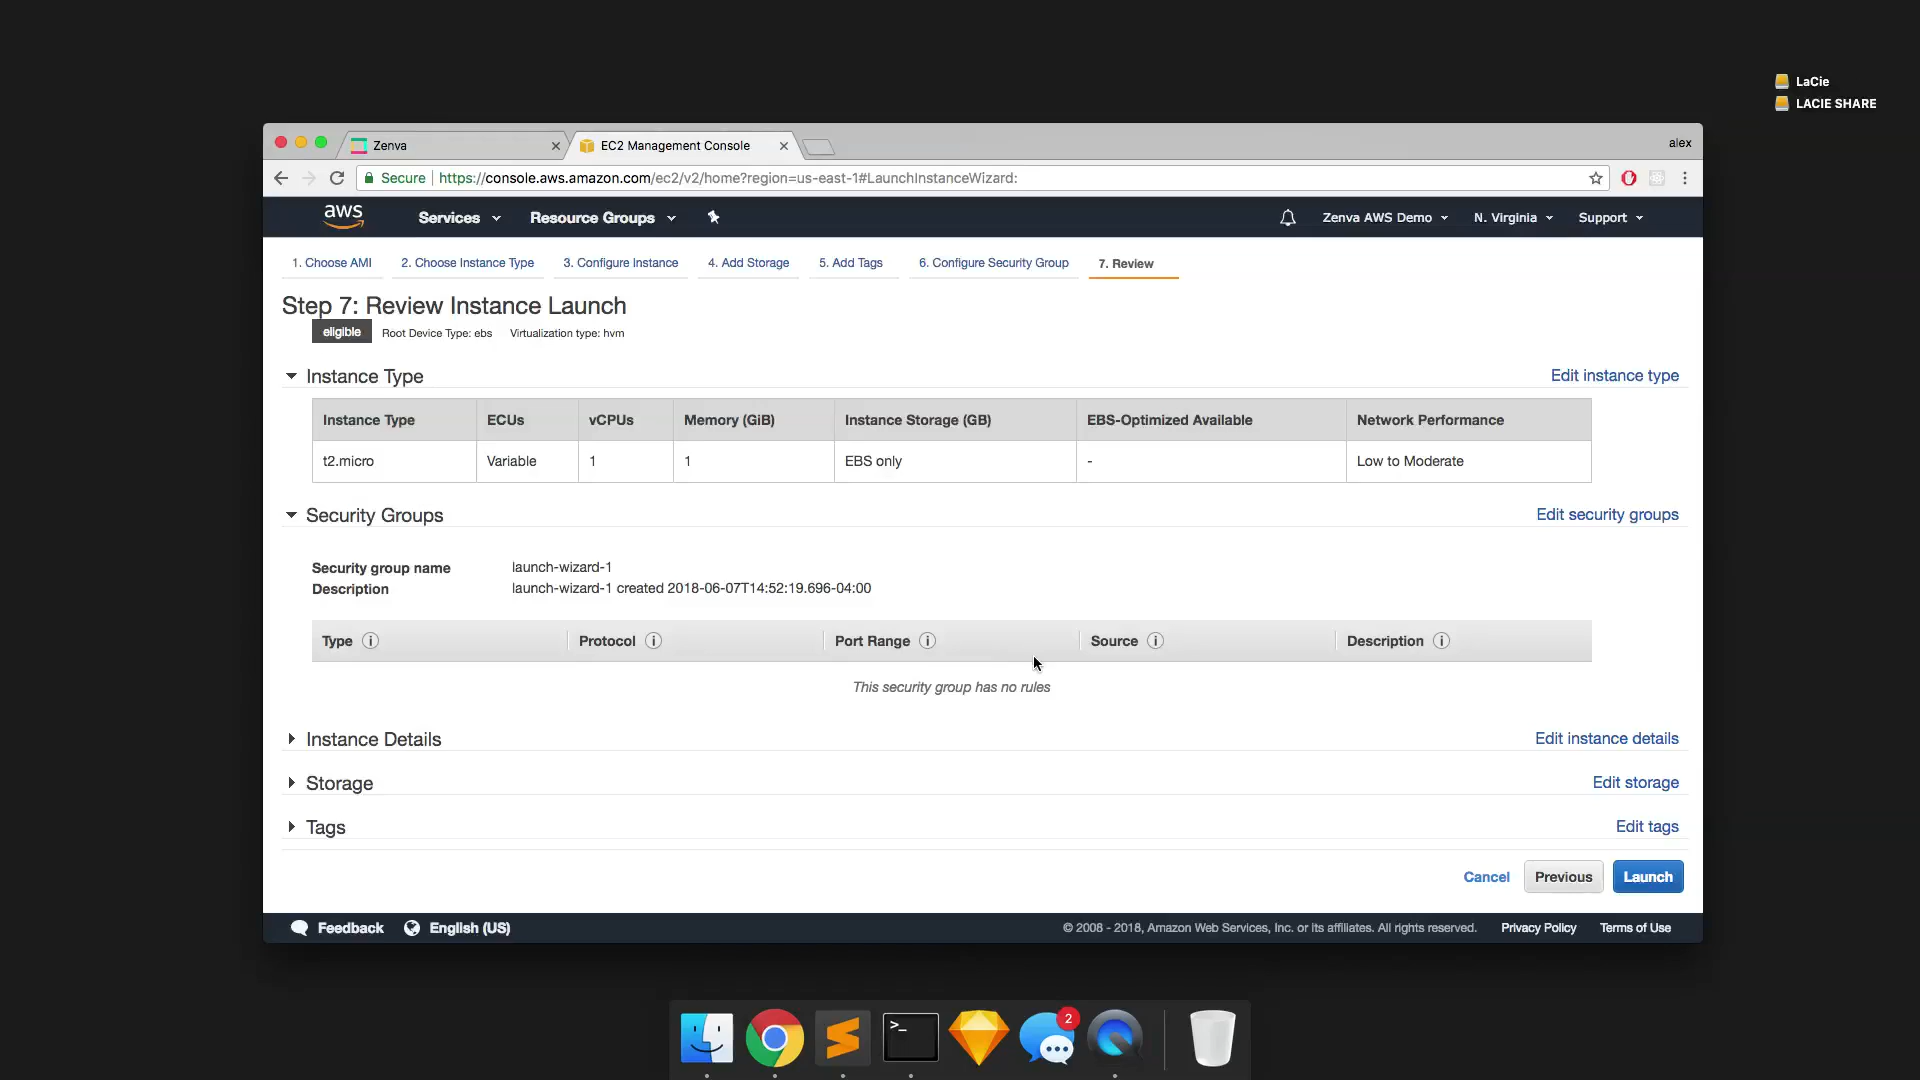 LaCie
LACIE SHARE
Zenva
EC2 Management Console
alex
Secure
https://console.aws.amazon.com/ec2/v2/home?region=us-east-1#LaunchInstanceWizard:
aws
Services
Resource Groups
Zenva AWS Demo
N. Virginia
Support
1. Choose AMI
2. Choose Instance Type
3. Configure Instance
4. Add Storage
5. Add Tags
6. Configure Security Group
7. Review
Step 7: Review Instance Launch
eligible
Root Device Type: ebs
Virtualization type: hvm
Instance Type
Edit instance type
Instance Type
ECUs
vCPUs
Memory (GiB)
Instance Storage (GB)
EBS-Optimized Available
Network Performance
t2.micro
Variable
1
1
EBS only
-
Low to Moderate
Security Groups
Edit security groups
Security group name
launch-wizard-1
Description
launch-wizard-1 created 2018-06-07T14:52:19.696-04:00
Type
Protocol
Port Range
Source
Description
This security group has no rules
Instance Details
Edit instance details
Storage
Edit storage
Tags
Edit tags
Cancel
Previous
Launch
Feedback
English (US)
© 2008 - 2018, Amazon Web Services, Inc. or its affiliates. All rights reserved.
Privacy Policy
Terms of Use
>_
2